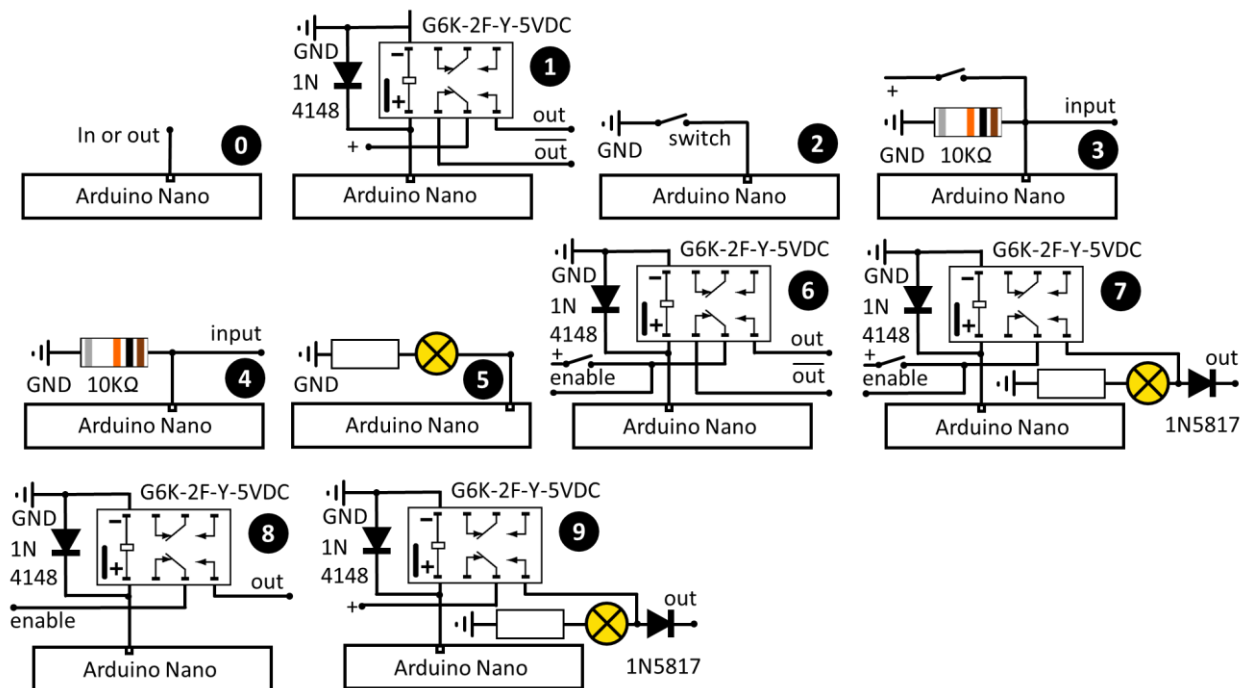 In or out
0
Arduino Nano
G6K-2F-Y-5VDC
GND
1N
4148
− +
1
out
+
out
Arduino Nano
GND
switch
2
Arduino Nano
+
input
GND 10KΩ
3
Arduino Nano
input
GND 10KΩ
4
Arduino Nano
GND
5
Arduino Nano
G6K-2F-Y-5VDC
GND
1N
4148
− +
6
+
enable
out
out
Arduino Nano
G6K-2F-Y-5VDC
GND
1N
4148
− +
7
+
enable
out
1N5817
Arduino Nano
G6K-2F-Y-5VDC
GND
1N
4148
− +
8
out
enable
Arduino Nano
G6K-2F-Y-5VDC
GND
1N
4148
− +
9
+
out
1N5817
Arduino Nano